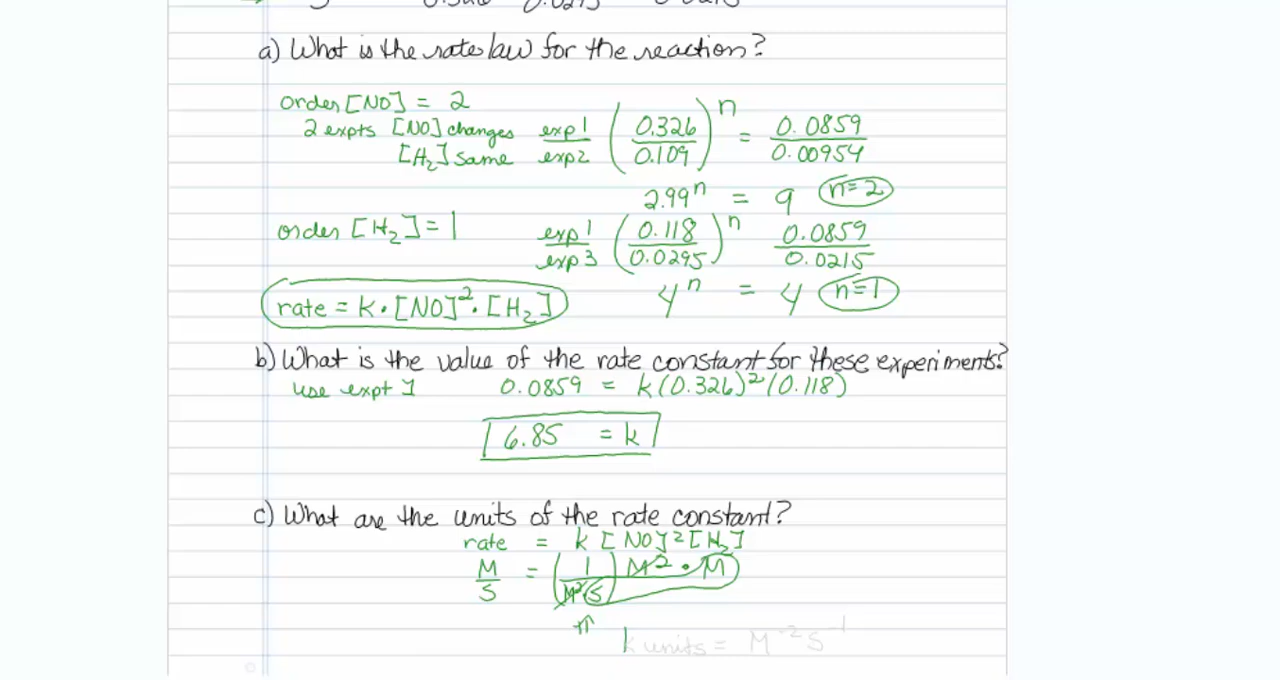 a) What is the rate law for the reaction?
order [NO] = 2
2 expts [NO] changes exp1/exp2 (0.326/0.109)^n = 0.0859/0.00954
[H₂] same
2.99^n = 9 n=2
order [H₂] = 1 exp1/exp3 (0.118/0.0295)^n 0.0859/0.0215
4^n = 4 n=1
rate = k · [NO]² · [H₂]
b) What is the value of the rate constant for these experiments?
use expt 1 0.0859 = k(0.326)²(0.118)
6.85 = k
c) What are the units of the rate constant?
rate = k [NO]²[H₂]
M/S = (1/M²S) M² · M
k units = M⁻² S⁻¹